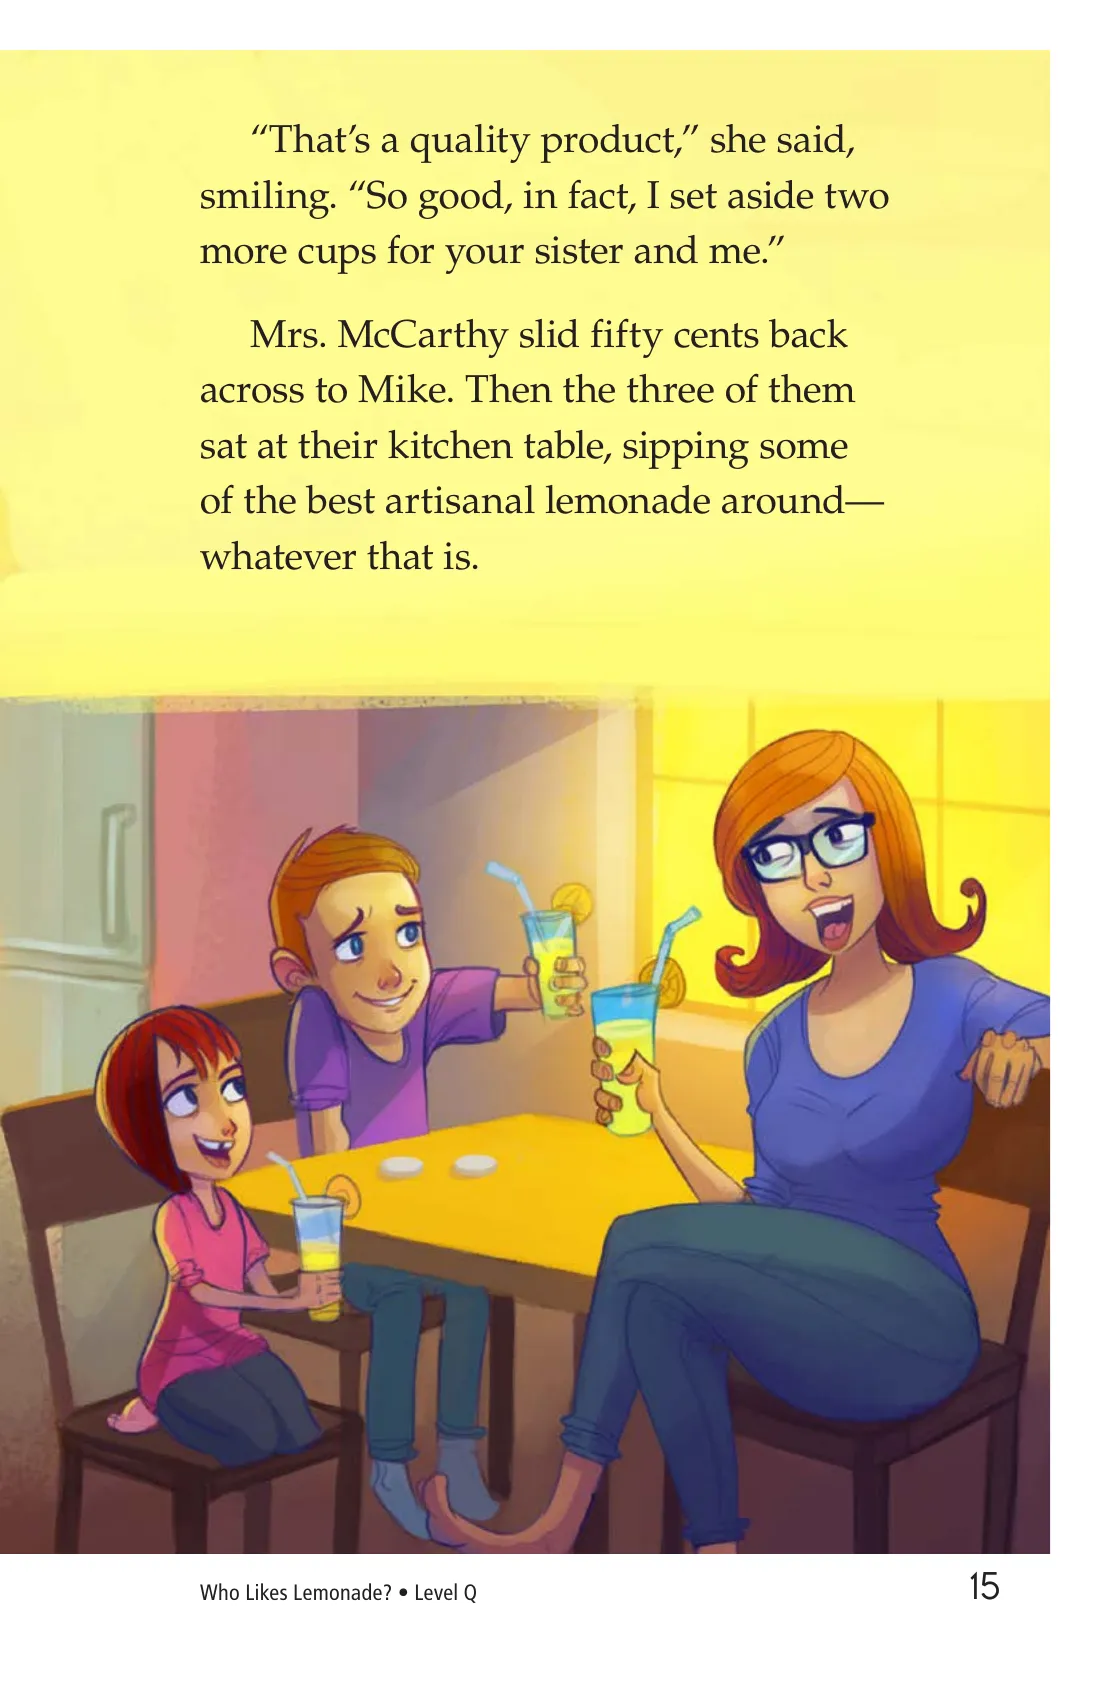 “That’s a quality product,” she said,
smiling. “So good, in fact, I set aside two
more cups for your sister and me.”
Mrs. McCarthy slid fifty cents back
across to Mike. Then the three of them
sat at their kitchen table, sipping some
of the best artisanal lemonade around—
whatever that is.
Who Likes Lemonade? • Level Q
15